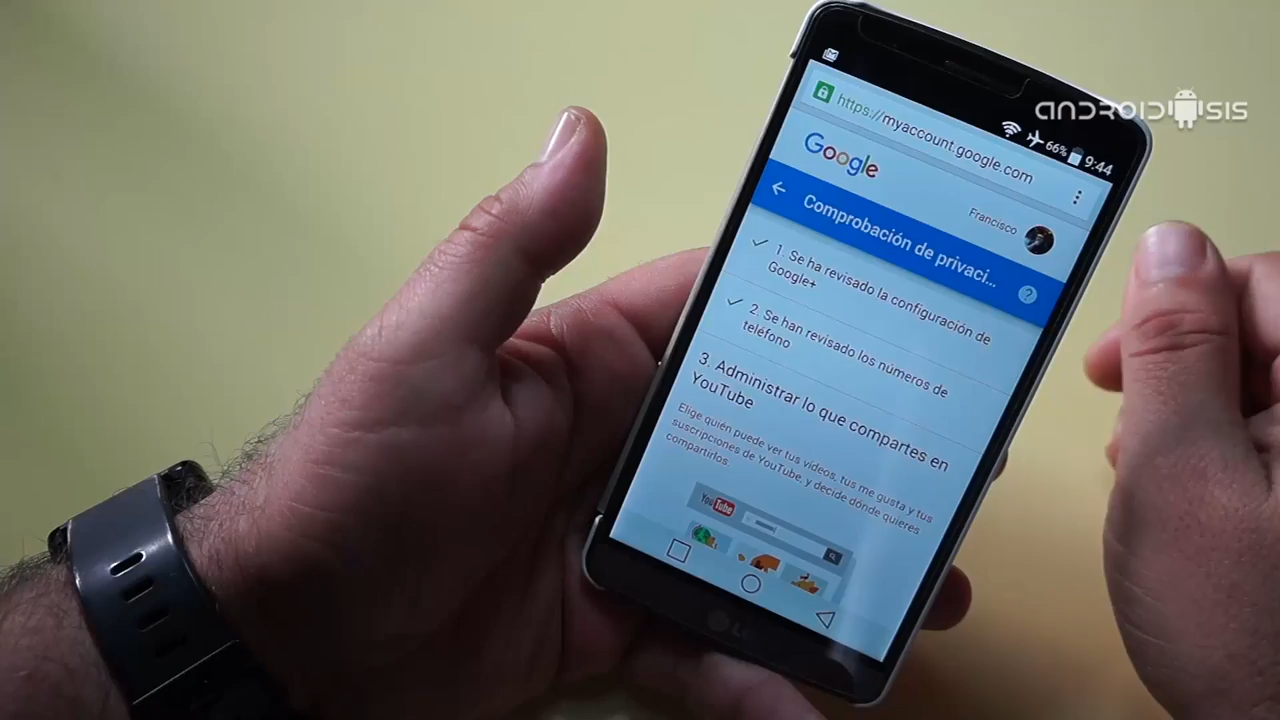 ANDROIDSIS
66% 9:44
https://myaccount.google.com
Google
Francisco
Comprobación de privaci...
?
1. Se ha revisado la configuración de
Google+
2. Se han revisado los números de
teléfono
3. Administrar lo que compartes en
YouTube
Elige quién puede ver tus vídeos, tus me gusta y tus
suscripciones de YouTube, y decide dónde quieres
compartirlos.
YouTube
LG